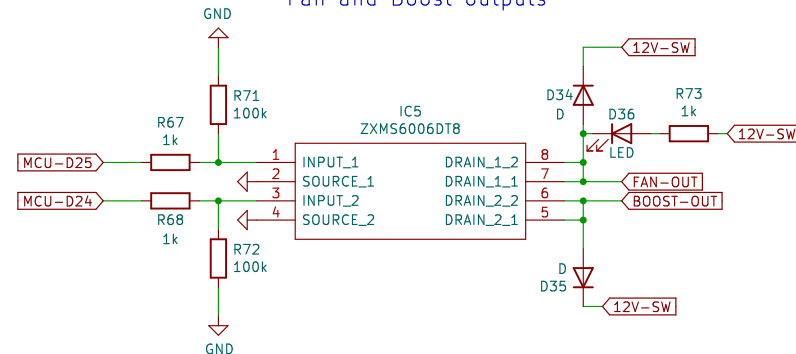 Fan and Boost outputs
GND
12V-SW
D34
D
R73
1k
R71
100k
D36
LED
12V-SW
IC5
ZXMS6006DT8
R67
1k
MCU-D25
1
INPUT_1
DRAIN_1_2
8
2
SOURCE_1
DRAIN_1_1
7
FAN-OUT
MCU-D24
3
INPUT_2
DRAIN_2_2
6
BOOST-OUT
4
SOURCE_2
DRAIN_2_1
5
R68
1k
R72
100k
D
D35
12V-SW
GND